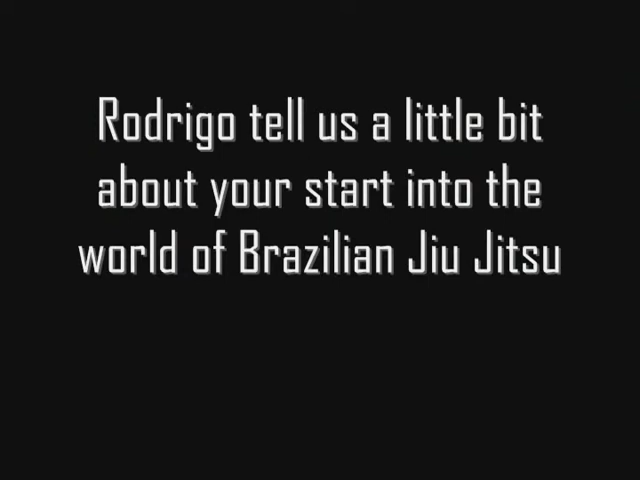 Rodrigo tell us a little bit
about your start into the
world of Brazilian Jiu Jitsu